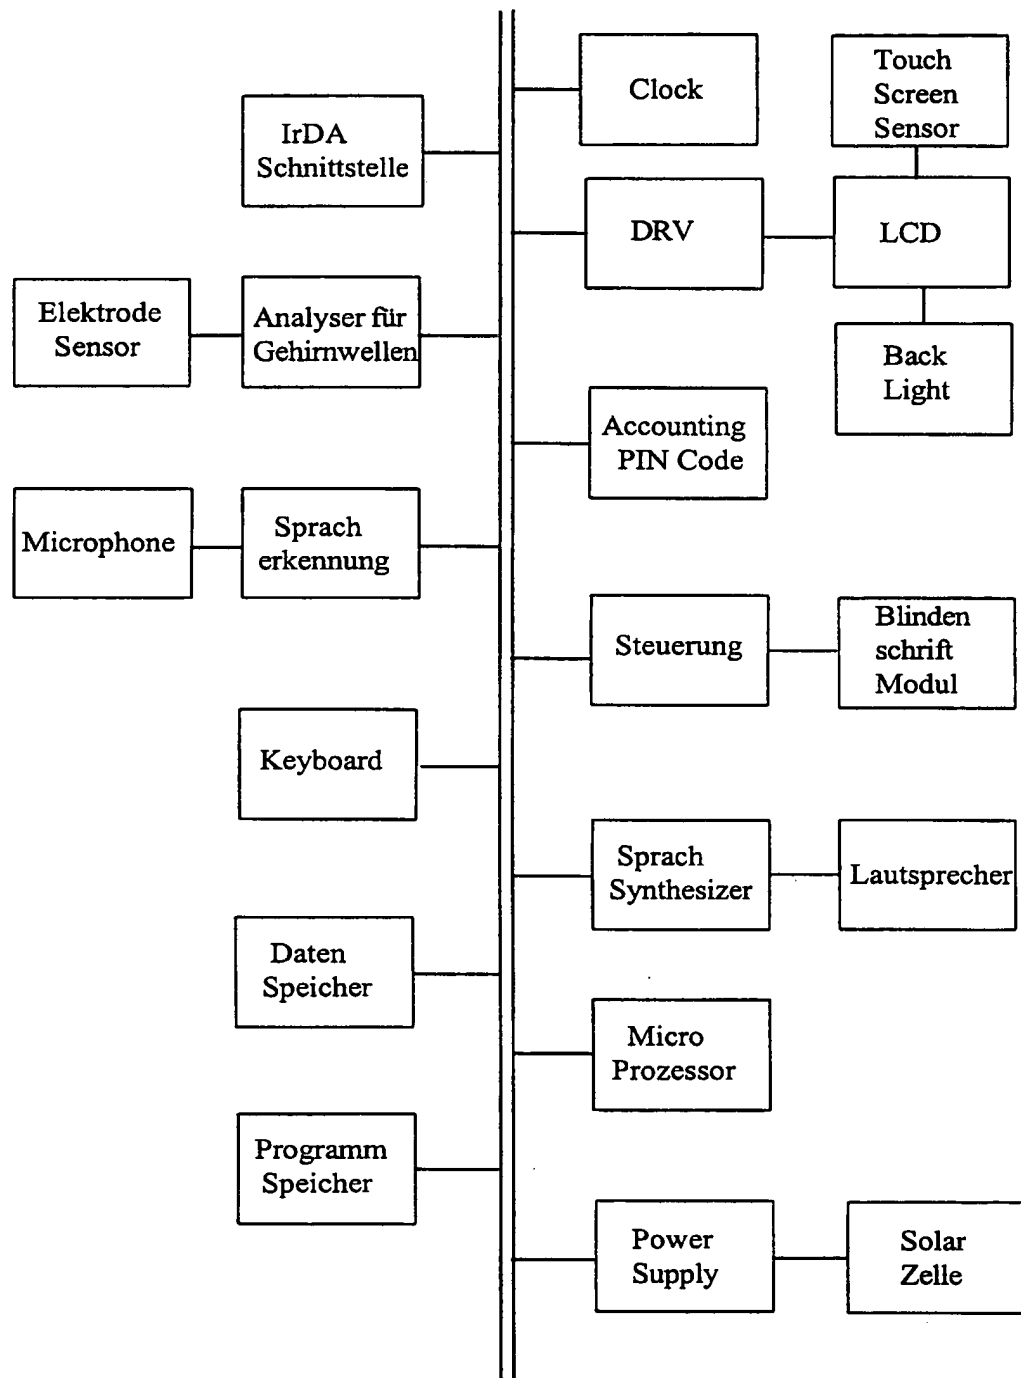 Clock
Touch
Screen
Sensor
IrDA
Schnittstelle
DRV
LCD
Elektrode
Sensor
Analyser für
Gehirnwellen
Back
Light
Accounting
PIN Code
Microphone
Sprach
erkennung
Steuerung
Blinden
schrift
Modul
Keyboard
Sprach
Synthesizer
Lautsprecher
Daten
Speicher
Micro
Prozessor
Programm
Speicher
Power
Supply
Solar
Zelle